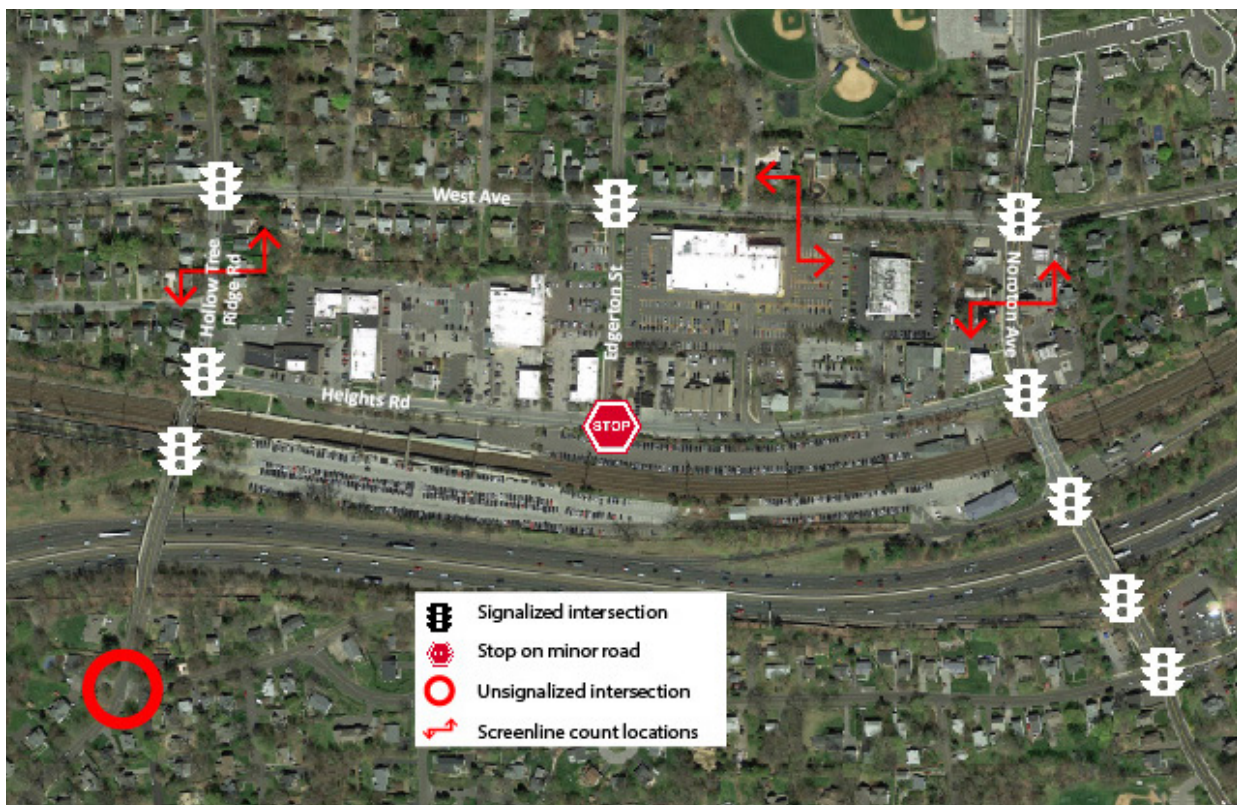 West Ave
Hollow Tree
Ridge Rd
Edgerton St
Noroton Ave
Heights Rd
STOP
Signalized intersection
Stop on minor road
Unsignalized intersection
Screenline count locations